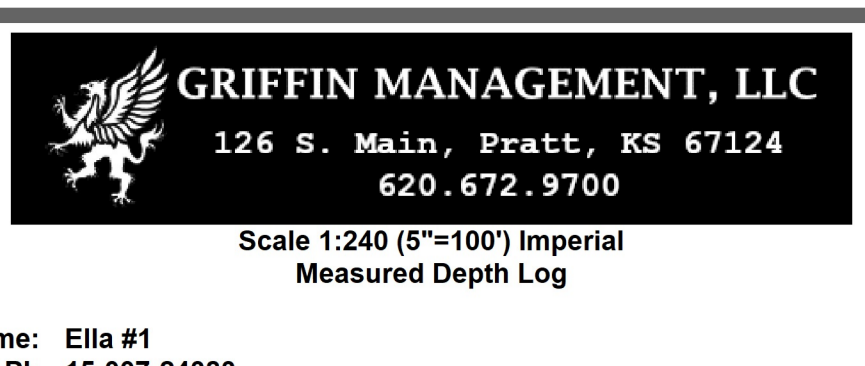 GRIFFIN MANAGEMENT, LLC
126 S. Main, Pratt, KS 67124
620.672.9700
Scale 1:240 (5"=100') Imperial
Measured Depth Log
me: Ella #1